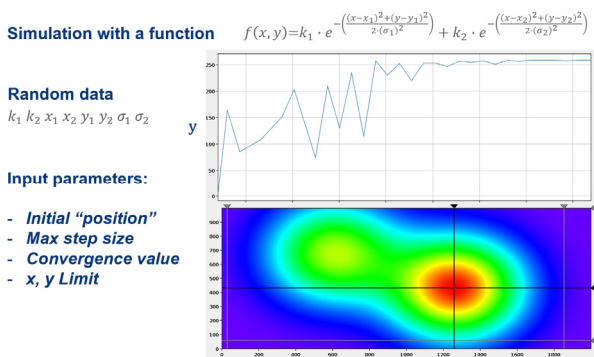 Simulation with a function
f(x,y)=k₁ · e^−((x−x₁)²+(y−y₁)²/2·(σ₁)²) + k₂ · e^−((x−x₂)²+(y−y₂)²/2·(σ₂)²)
Random data
k₁ k₂ x₁ x₂ y₁ y₂ σ₁ σ₂
Input parameters:
- Initial “position”
- Max step size
- Convergence value
- x, y Limit
y
250
200
150
100
50
0
900
800
700
600
500
400
300
200
100
0
0 200 400 600 800 1000 1200 1400 1600 1800